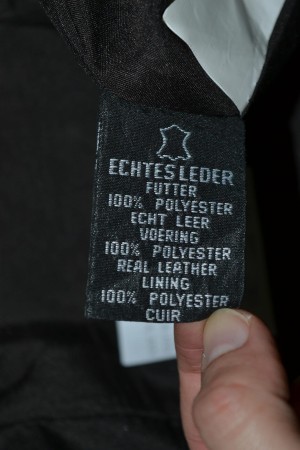 ECHTES LEDER
FUTTER
100% POLYESTER
ECHT LEER
VOERING
100% POLYESTER
REAL LEATHER
LINING
100% POLYESTER
CUIR